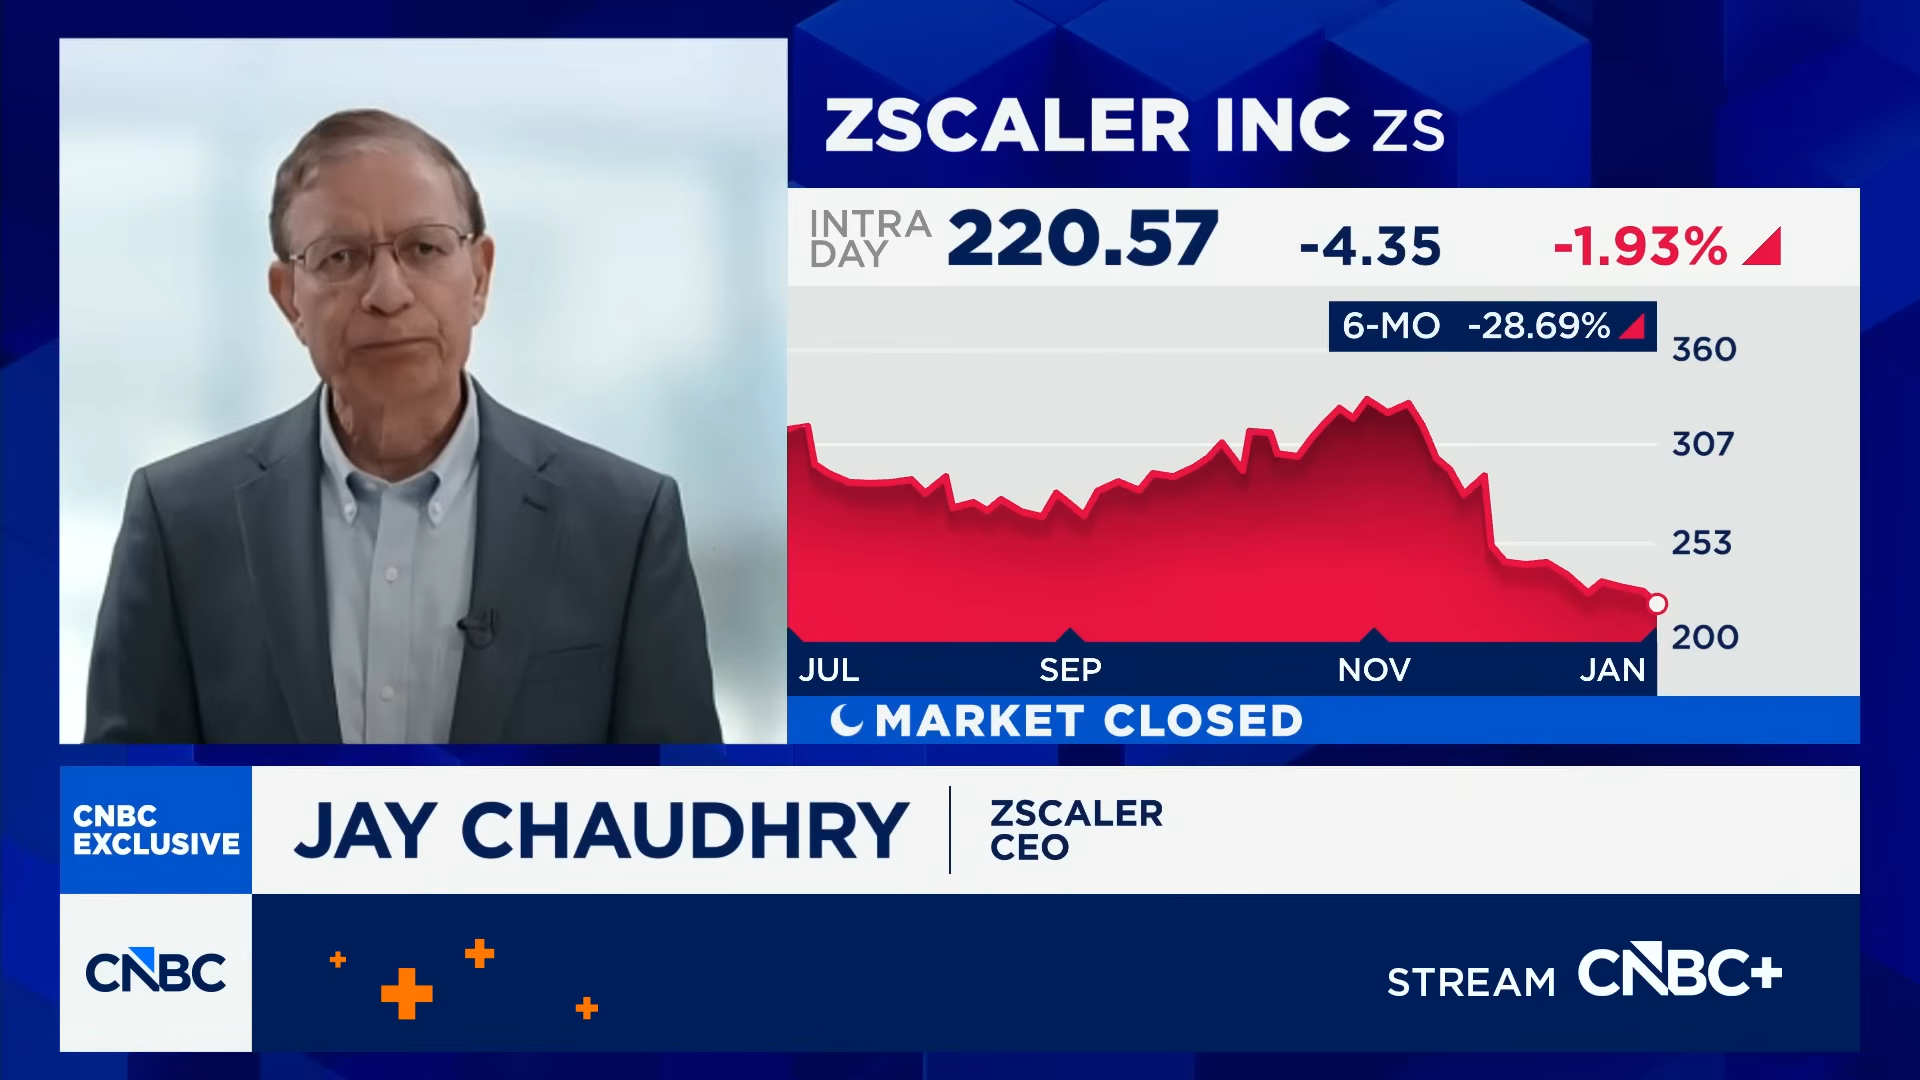 ZSCALER INC ZS
INTRA
DAY
220.57 -4.35 -1.93%
6-MO -28.69%
360
307
253
200
JUL SEP NOV JAN
MARKET CLOSED
CNBC
EXCLUSIVE
JAY CHAUDHRY
ZSCALER
CEO
CNBC
STREAM CNBC+